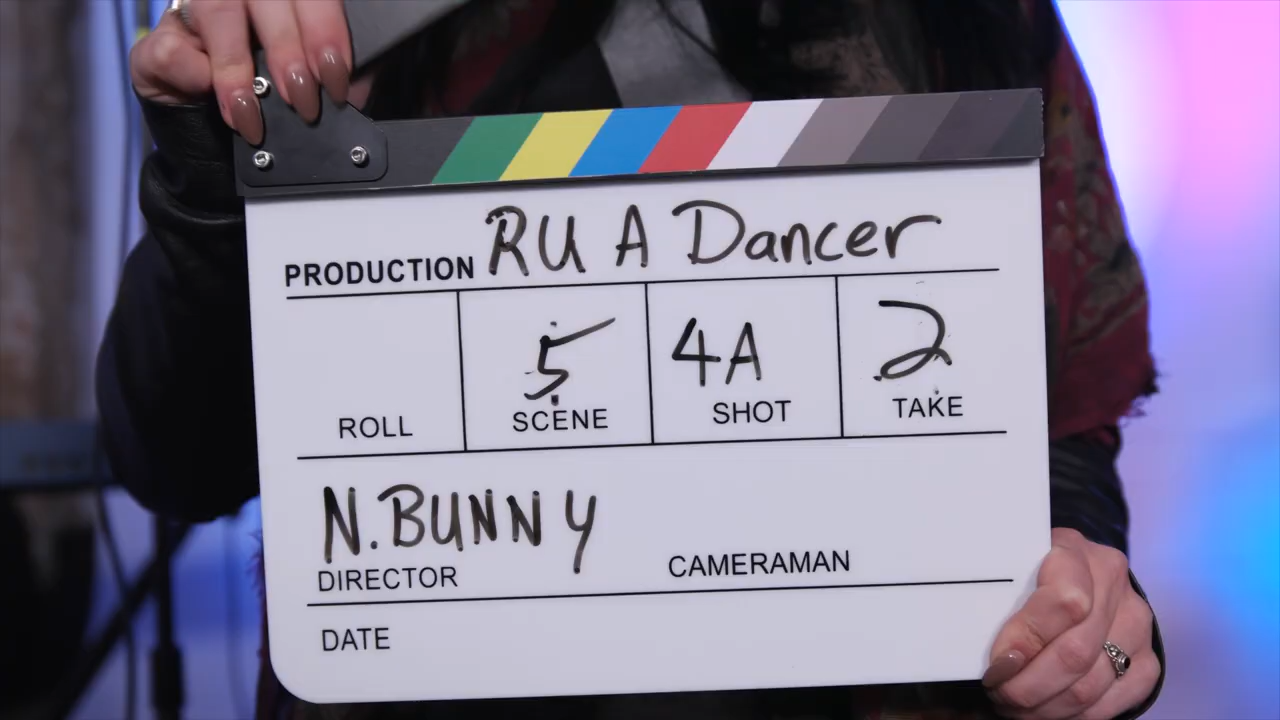 PRODUCTION RU A Dancer
5 4A 2
ROLL SCENE SHOT TAKE
N.BUNNY
DIRECTOR CAMERAMAN
DATE